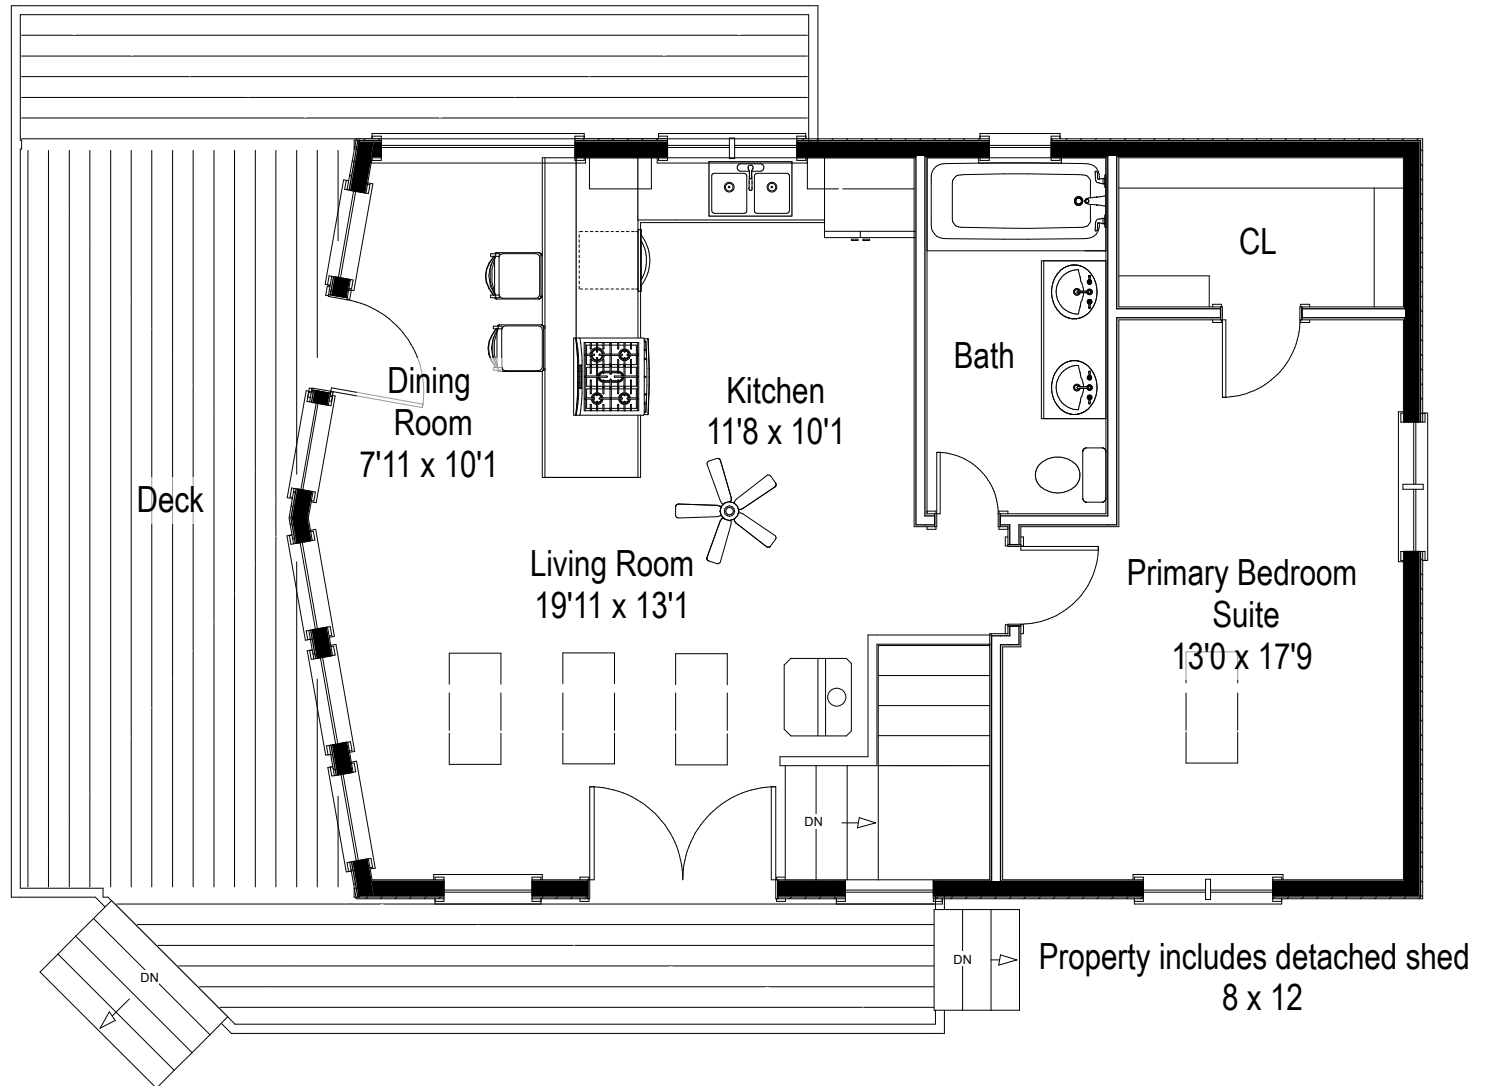 CL
Bath
Dining
Room
7'11 x 10'1
Kitchen
11'8 x 10'1
Deck
Living Room
19'11 x 13'1
Primary Bedroom
Suite
13'0 x 17'9
DN
DN
DN
Property includes detached shed
8 x 12